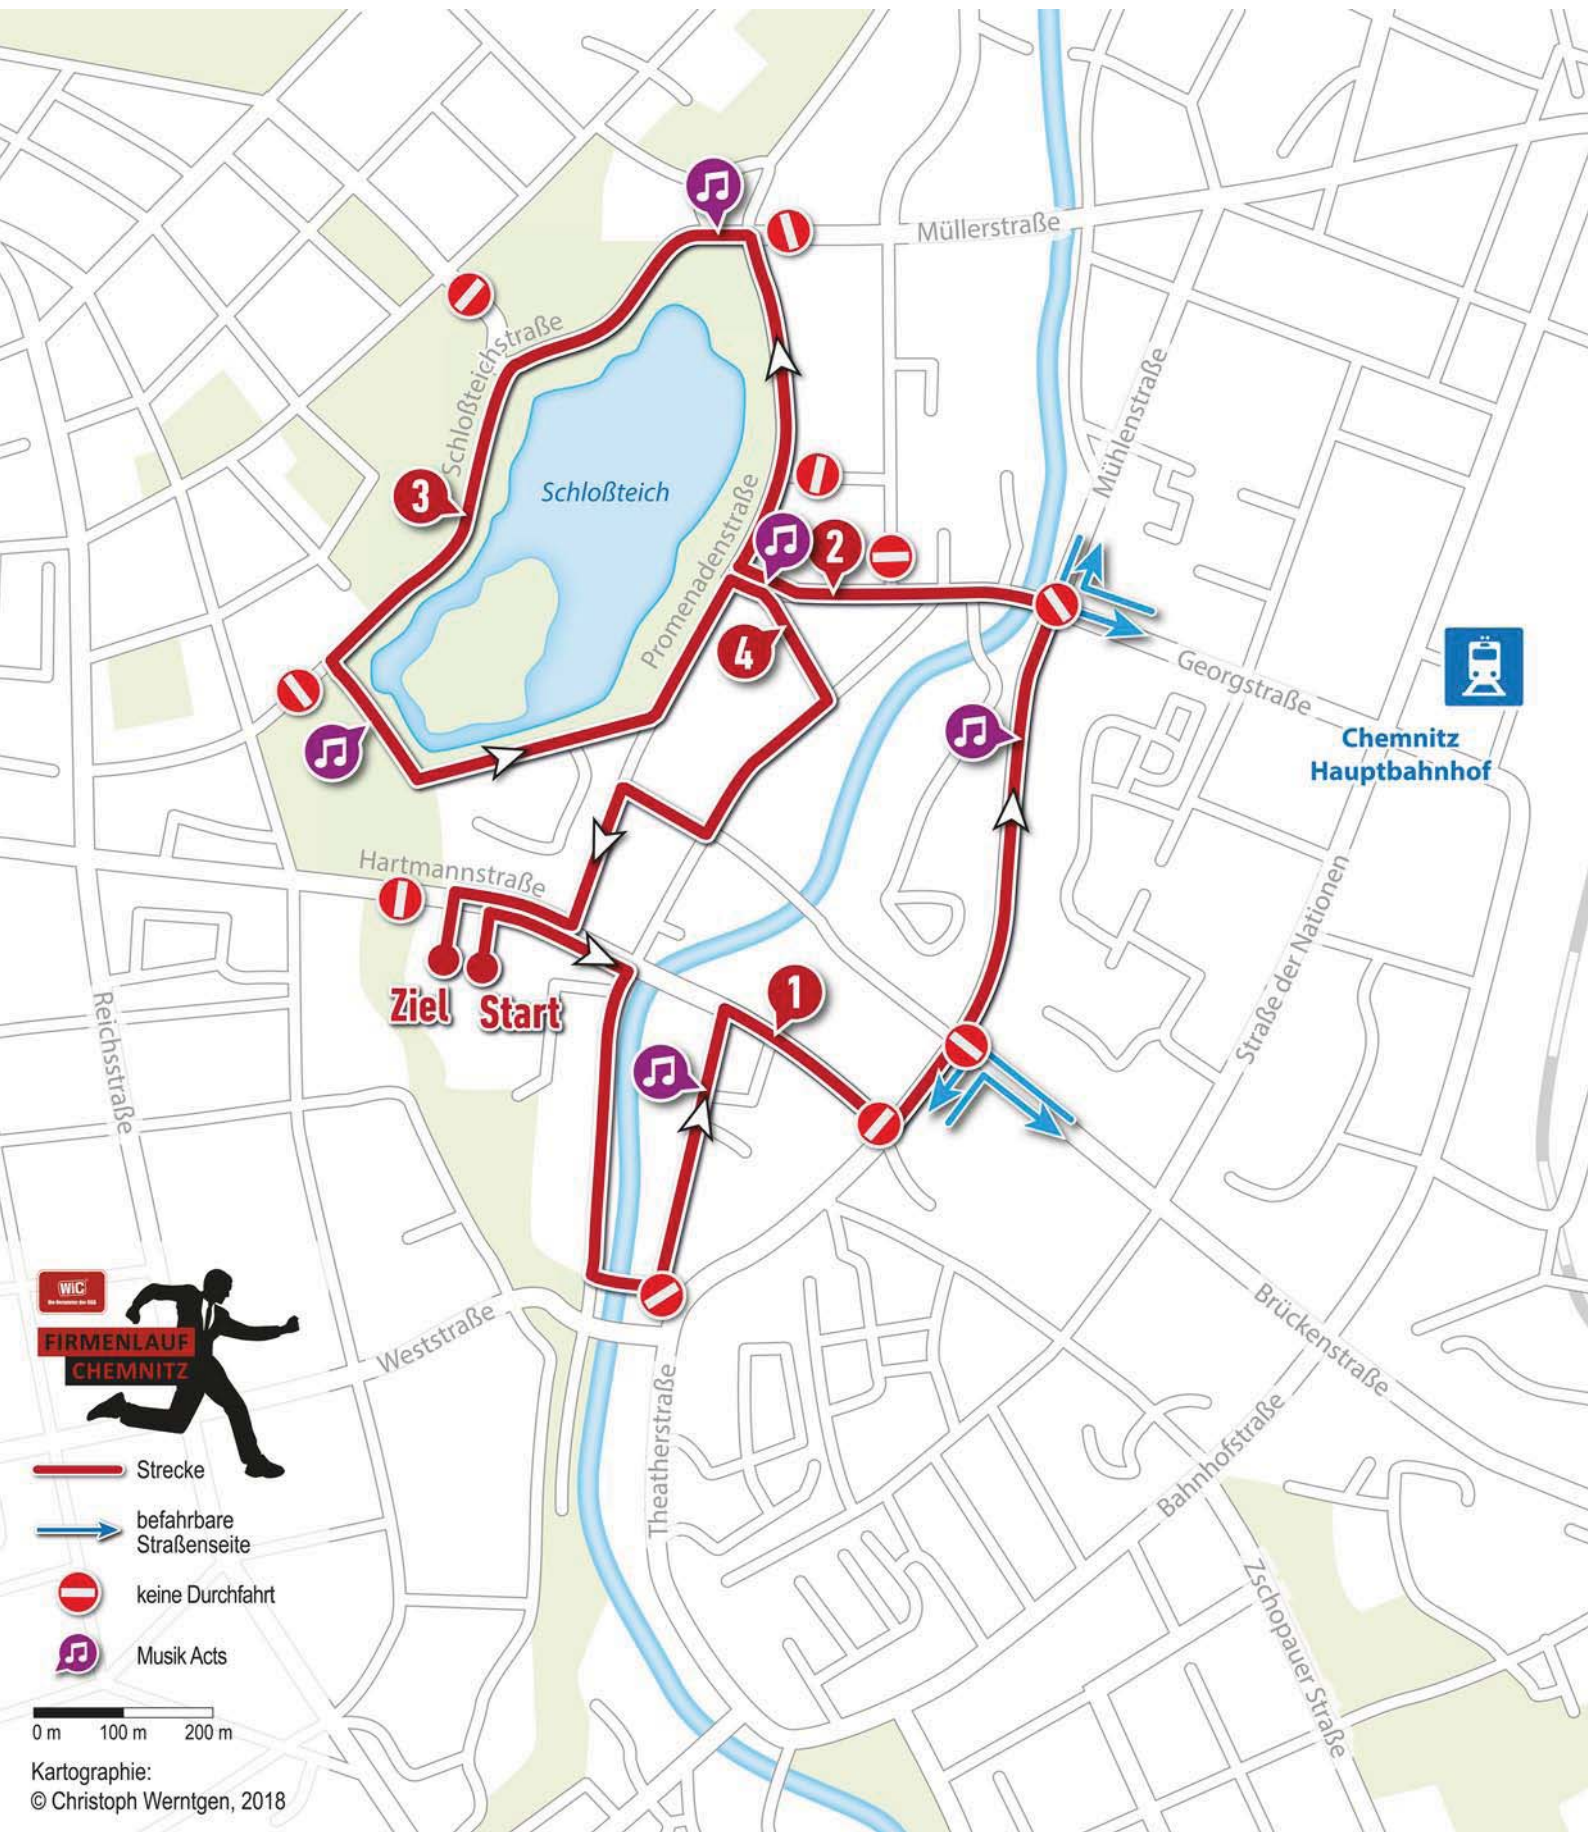 Müllerstraße
Schloßteichstraße
Mühlenstraße
3
Schloßteich
Promenadenstraße
2
4
Georgstraße
Chemnitz
Hauptbahnhof
Hartmannstraße
Straße der Nationen
Ziel
Start
1
Reichsstraße
Weststraße
Brückenstraße
Theatherstraße
Bahnhofstraße
Zschopauer Straße
WiC
FIRMENLAUF
CHEMNITZ
Strecke
befahrbare
Straßenseite
keine Durchfahrt
Musik Acts
0 m 100 m 200 m
Kartographie:
© Christoph Werntgen, 2018